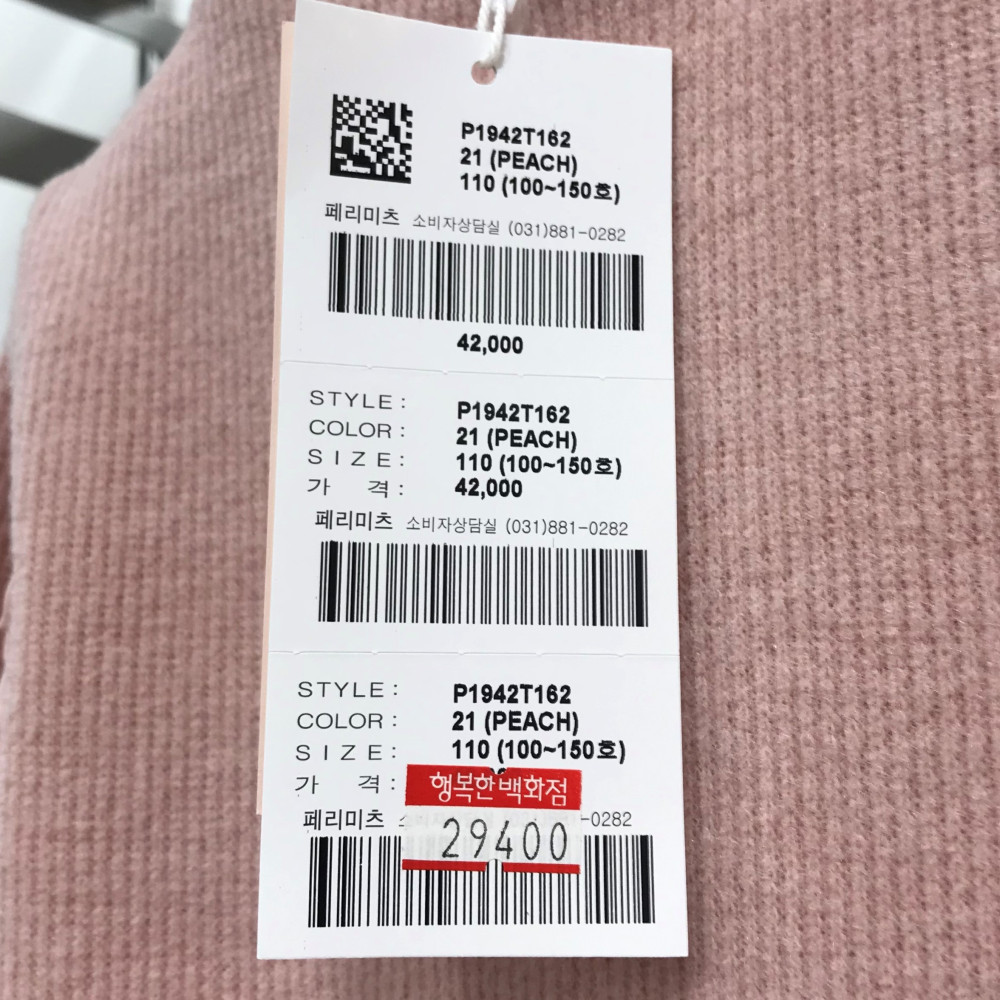 P1942T162
21 (PEACH)
110 (100~150호)
페리미츠 소비자상담실 (031)881-0282
42,000
STYLE : P1942T162
COLOR : 21 (PEACH)
SIZE : 110 (100~150호)
가 격 : 42,000
페리미츠 소비자상담실 (031)881-0282
STYLE : P1942T162
COLOR : 21 (PEACH)
SIZE : 110 (100~150호)
가 격 :
행복한백화점
페리미츠 -0282
29400